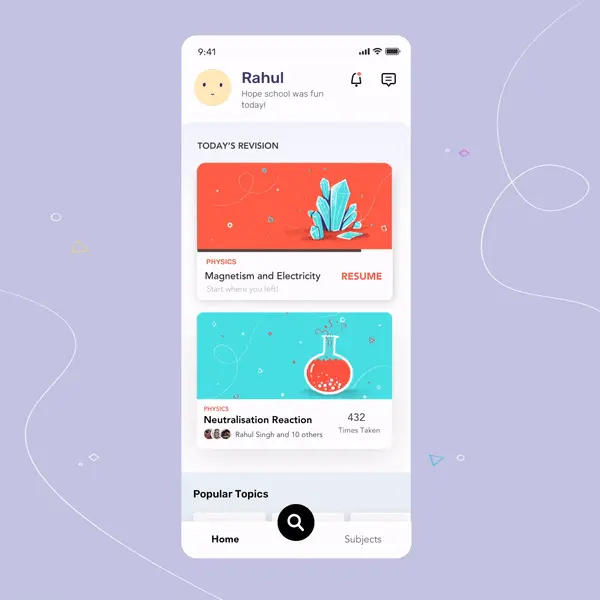 9:41
Rahul
Hope school was fun
today!
TODAY'S REVISION
PHYSICS
Magnetism and Electricity
RESUME
Start where you left!
PHYSICS
Neutralisation Reaction
432
Rahul Singh and 10 others
Times Taken
Popular Topics
Home
Subjects